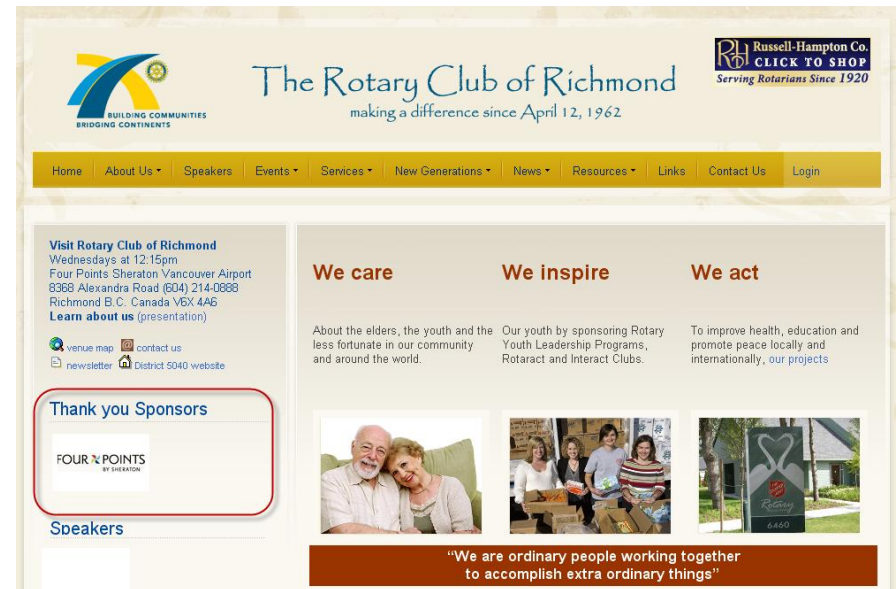 BUILDING COMMUNITIES
BRIDGING CONTINENTS
The Rotary Club of Richmond
making a difference since April 12, 1962
RH Russell-Hampton Co.
CLICK TO SHOP
Serving Rotarians Since 1920
Home About Us Speakers Events Services New Generations News Resources Links Contact Us Login
Visit Rotary Club of Richmond
Wednesdays at 12:15pm
Four Points Sheraton Vancouver Airport
8368 Alexandra Road (604) 214-0888
Richmond B.C. Canada V6X 4A6
Learn about us (presentation)
venue map contact us
newsletter District 5040 website
Thank you Sponsors
FOUR POINTS
BY SHERATON
Speakers
We care
About the elders, the youth and the
less fortunate in our community
and around the world.
We inspire
Our youth by sponsoring Rotary
Youth Leadership Programs,
Rotaract and Interact Clubs.
We act
To improve health, education and
promote peace locally and
internationally, our projects
Rotary
6460
“We are ordinary people working together
to accomplish extra ordinary things”